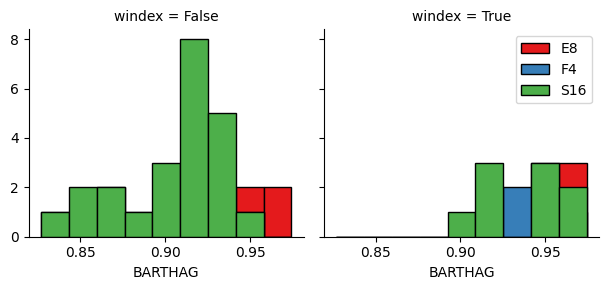 windex = False
windex = True
8
6
4
2
0
E8
F4
S16
0.85
0.90
0.95
0.85
0.90
0.95
BARTHAG
BARTHAG